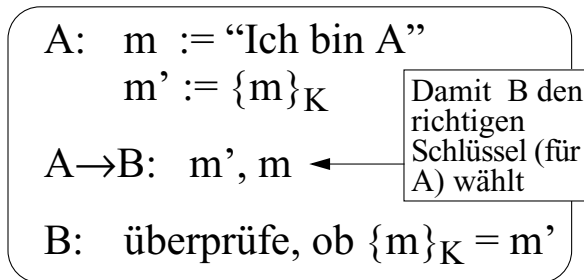 A: m := “Ich bin A”
m’ := {m}K
Damit B den
richtigen
Schlüssel (für
A) wählt
A→B: m’, m
B: überprüfe, ob {m}K = m’